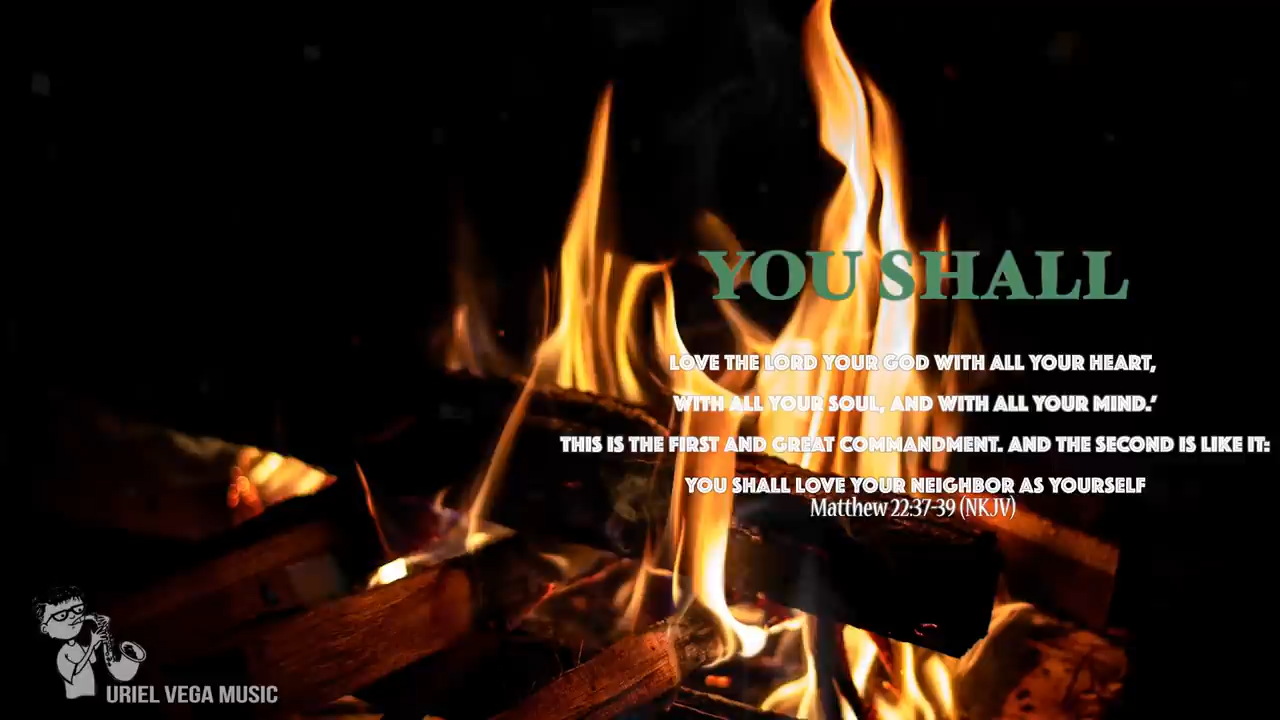 YOU SHALL
LOVE THE LORD YOUR GOD WITH ALL YOUR HEART,
WITH ALL YOUR SOUL, AND WITH ALL YOUR MIND.’
THIS IS THE FIRST AND GREAT COMMANDMENT. AND THE SECOND IS LIKE IT:
YOU SHALL LOVE YOUR NEIGHBOR AS YOURSELF
Matthew 22:37-39 (NKJV)
URIEL VEGA MUSIC